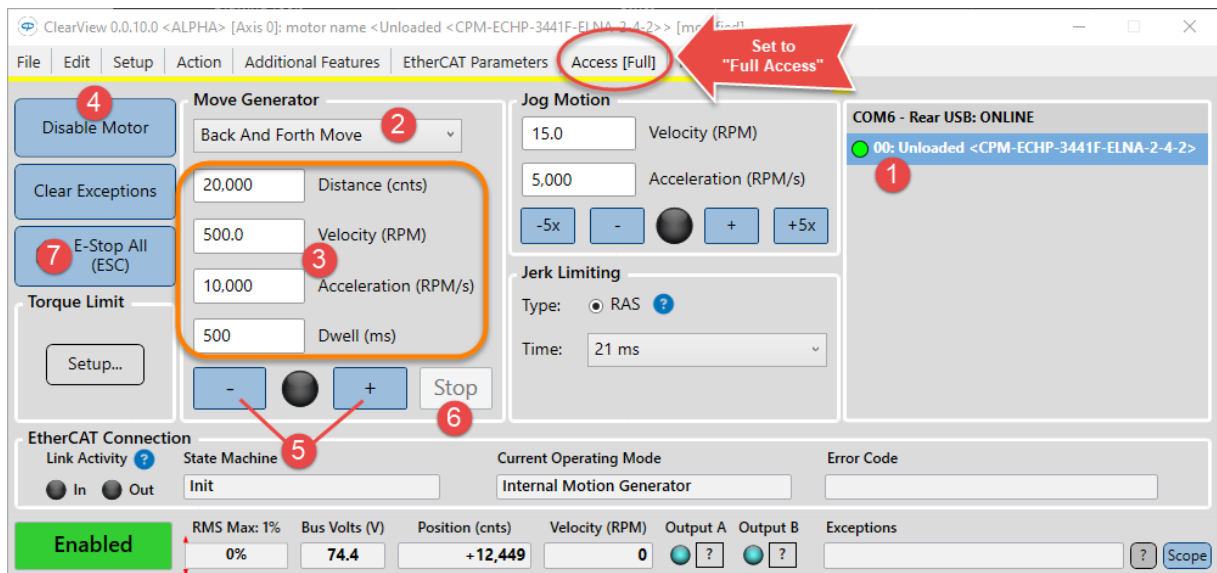 ClearView 0.0.10.0 <ALPHA> [Axis 0]: motor name <Unloaded <CPM-ECHP-3441F-ELNA-2-4-2>> [modified]
File Edit Setup Action Additional Features EtherCAT Parameters Access [Full]
Set to
"Full Access"
4
Disable Motor
Clear Exceptions
7
E-Stop All
(ESC)
Torque Limit
Setup...
Move Generator
Back And Forth Move
2
20,000 Distance (cnts)
500.0 Velocity (RPM)
3
10,000 Acceleration (RPM/s)
500 Dwell (ms)
- + Stop
5
6
Jog Motion
15.0 Velocity (RPM)
5,000 Acceleration (RPM/s)
-5x - + +5x
Jerk Limiting
Type: RAS ?
Time: 21 ms
COM6 - Rear USB: ONLINE
00: Unloaded <CPM-ECHP-3441F-ELNA-2-4-2>
1
EtherCAT Connection
Link Activity ? State Machine Current Operating Mode Error Code
In Out Init Internal Motion Generator
Enabled
RMS Max: 1% Bus Volts (V) Position (cnts) Velocity (RPM) Output A Output B Exceptions
0% 74.4 +12,449 0 ? ? ? Scope